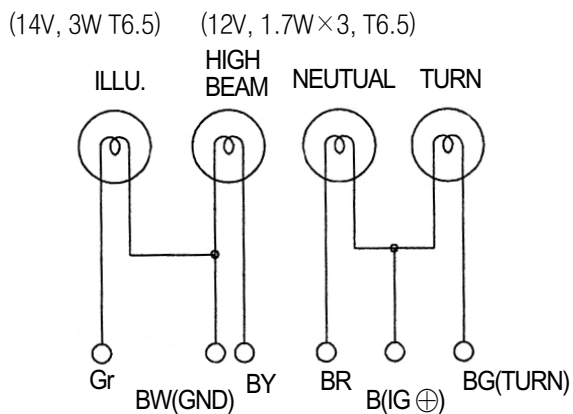 (14V, 3W T6.5) (12V, 1.7W×3, T6.5)
ILLU. HIGH BEAM NEUTUAL TURN
Gr BW(GND) BY BR B(IG ⊕) BG(TURN)